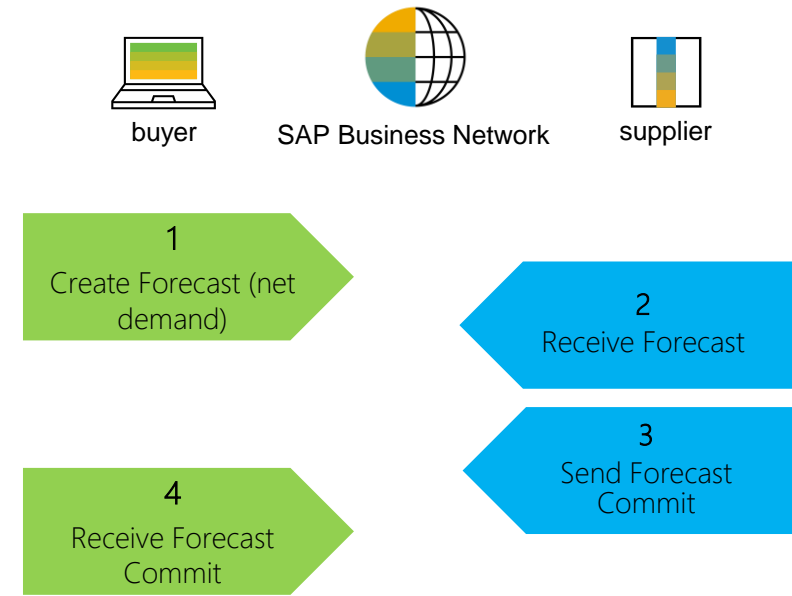 buyer
SAP Business Network
supplier
1
Create Forecast (net
demand)
2
Receive Forecast
3
Send Forecast
Commit
4
Receive Forecast
Commit